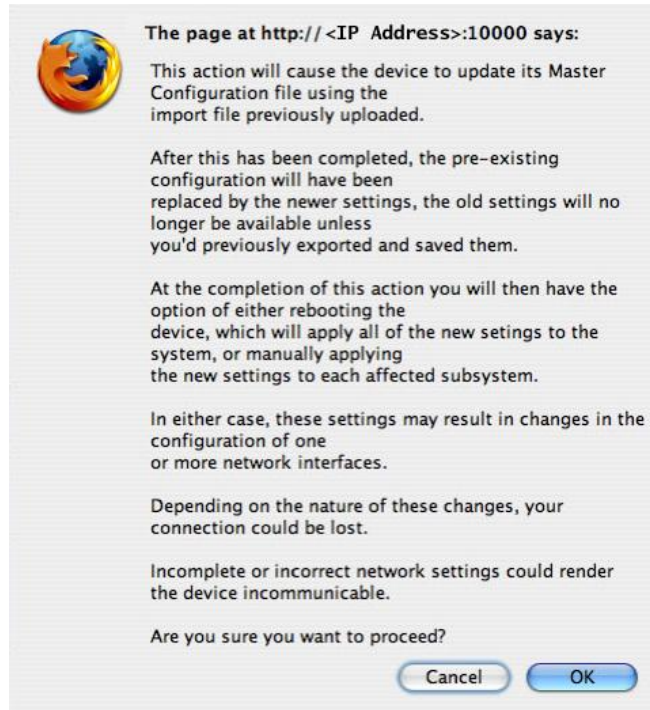 The page at http://<IP Address>:10000 says:
This action will cause the device to update its Master
Configuration file using the
import file previously uploaded.
After this has been completed, the pre-existing
configuration will have been
replaced by the newer settings, the old settings will no
longer be available unless
you'd previously exported and saved them.
At the completion of this action you will then have the
option of either rebooting the
device, which will apply all of the new setings to the
system, or manually applying
the new settings to each affected subsystem.
In either case, these settings may result in changes in the
configuration of one
or more network interfaces.
Depending on the nature of these changes, your
connection could be lost.
Incomplete or incorrect network settings could render
the device incommunicable.
Are you sure you want to proceed?
Cancel OK